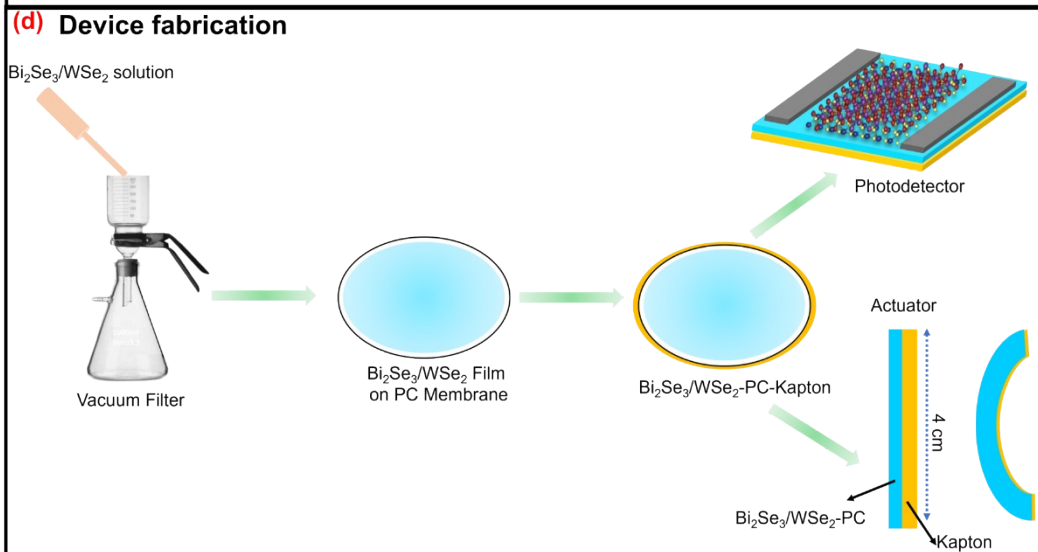 (d) Device fabrication
Bi₂Se₃/WSe₂ solution
Vacuum Filter
Bi₂Se₃/WSe₂ Film
on PC Membrane
Bi₂Se₃/WSe₂-PC-Kapton
Photodetector
Actuator
4 cm
Bi₂Se₃/WSe₂-PC
Kapton